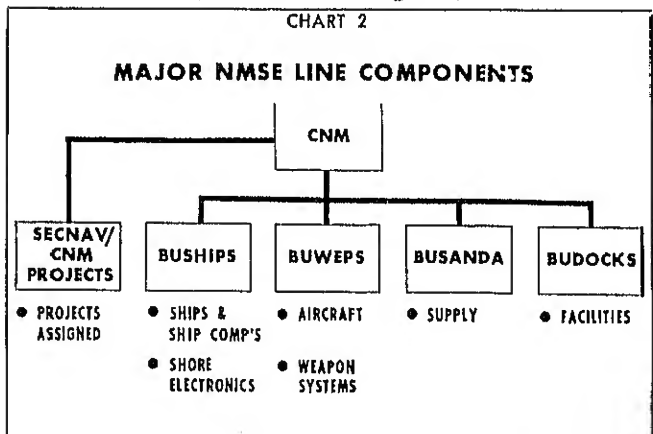 CHART 2
MAJOR NMSE LINE COMPONENTS
CNM
SECNAV/
CNM
PROJECTS
● PROJECTS
ASSIGNED
BUSHIPS
● SHIPS &
SHIP COMP'S
● SHORE
ELECTRONICS
BUWEPS
● AIRCRAFT
● WEAPON
SYSTEMS
BUSANDA
● SUPPLY
BUDOCKS
● FACILITIES